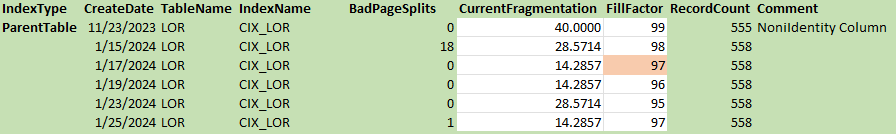 IndexType CreateDate TableName IndexName BadPageSplits CurrentFragmentation FillFactor RecordCount Comment
ParentTable 11/23/2023 LOR CIX_LOR 0 40.0000 99 555 NoniIdentity Column
1/15/2024 LOR CIX_LOR 18 28.5714 98 558
1/17/2024 LOR CIX_LOR 0 14.2857 97 558
1/19/2024 LOR CIX_LOR 0 14.2857 96 558
1/23/2024 LOR CIX_LOR 0 28.5714 95 558
1/25/2024 LOR CIX_LOR 1 14.2857 97 558